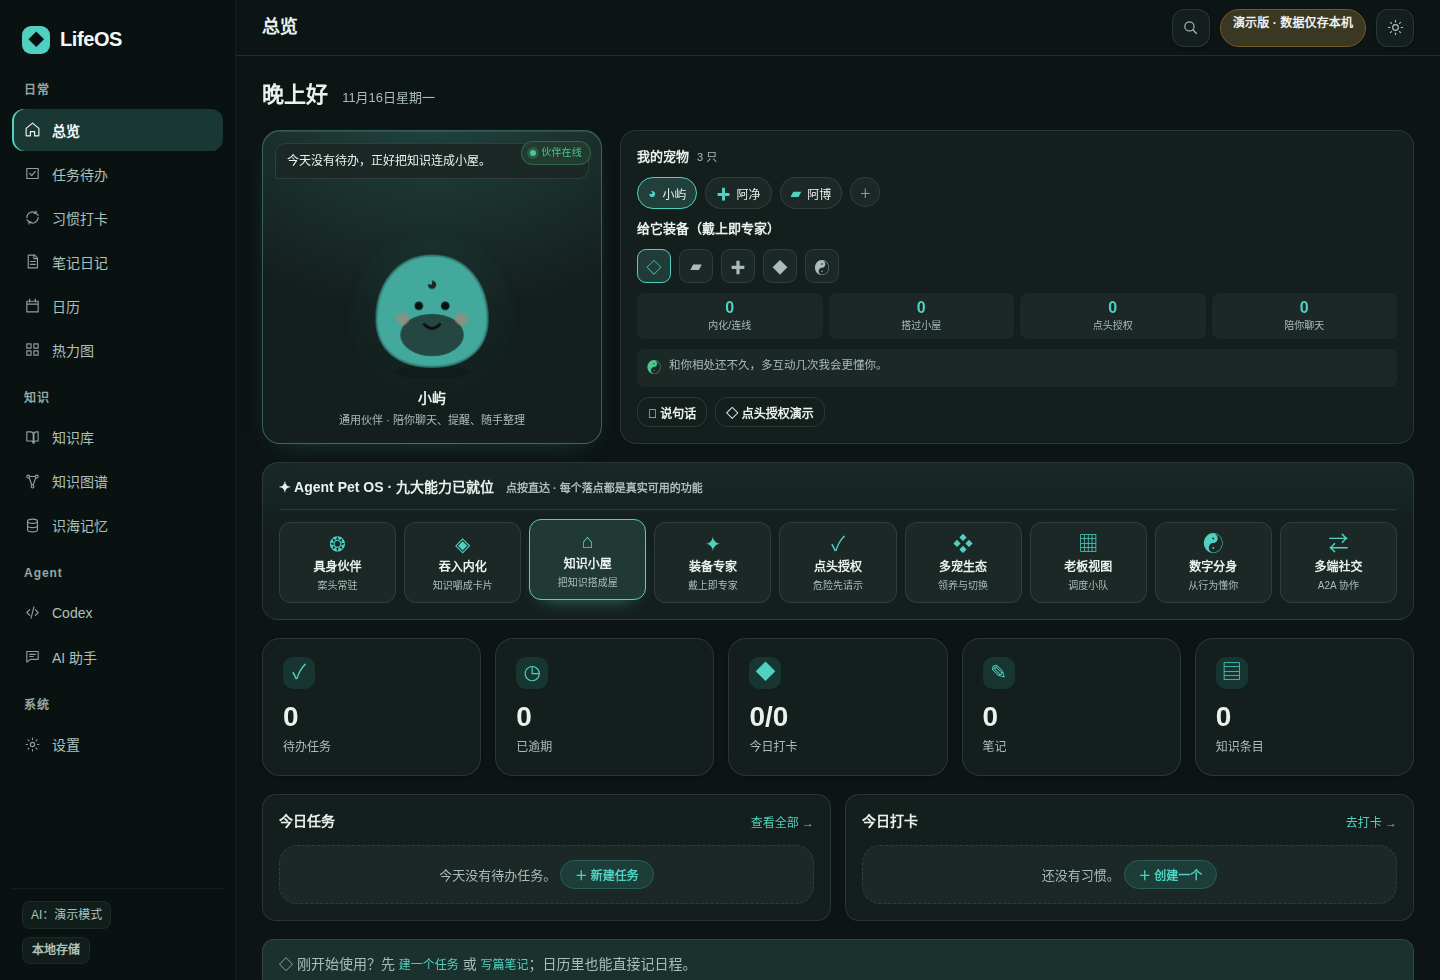 LifeOS
日常
总览
任务待办
习惯打卡
笔记日记
日历
热力图
知识
知识库
知识图谱
识海记忆
Agent
Codex
AI 助手
系统
设置
AI：演示模式
本地存储
总览
演示版 · 数据仅存本机
晚上好 11月16日星期一
今天没有待办，正好把知识连成小屋。
伙伴在线
小屿
通用伙伴 · 陪你聊天、提醒、随手整理
我的宠物 3 只
小屿 阿净 阿博 +
给它装备（戴上即专家）
0 0 0 0
内化/连线 搭过小屋 点头授权 陪你聊天
和你相处还不久，多互动几次我会更懂你。
说句话 ◇ 点头授权演示
✦ Agent Pet OS · 九大能力已就位 点按直达 · 每个落点都是真实可用的功能
具身伙伴
案头常驻
吞入内化
知识嚼成卡片
知识小屋
把知识搭成屋
装备专家
戴上即专家
点头授权
危险先请示
多宠生态
领养与切换
老板视图
调度小队
数字分身
从行为懂你
多端社交
A2A 协作
0
待办任务
0
已逾期
0/0
今日打卡
0
笔记
0
知识条目
今日任务 查看全部 →
今天没有待办任务。 ＋ 新建任务
今日打卡 去打卡 →
还没有习惯。 ＋ 创建一个
◇ 刚开始使用？先 建一个任务 或 写篇笔记；日历里也能直接记日程。